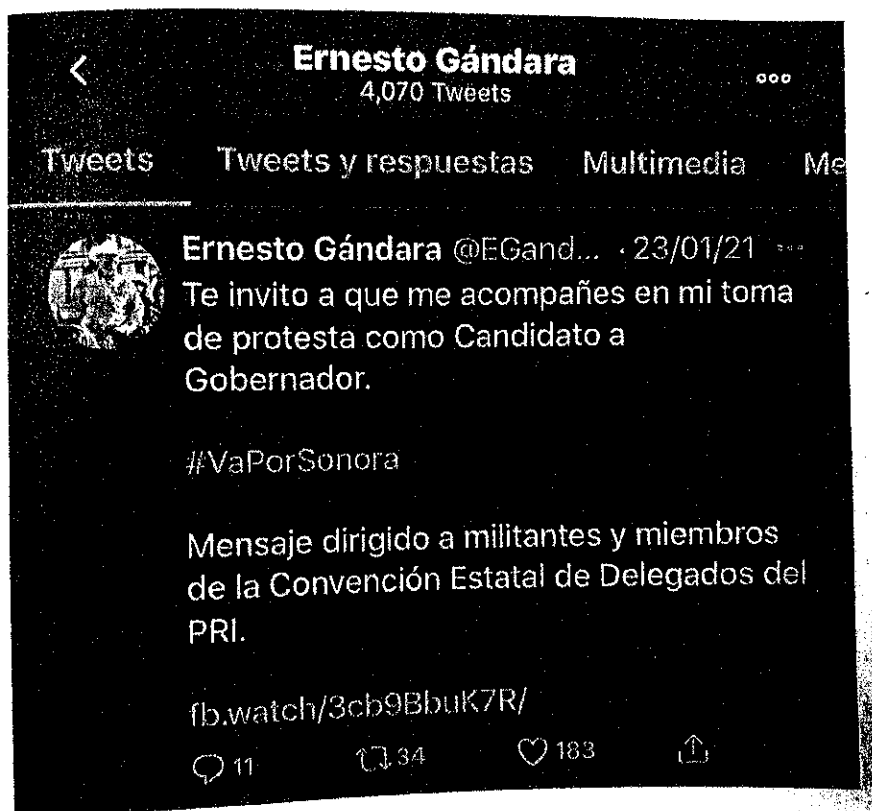 Ernesto Gándara
4,070 Tweets
Tweets Tweets y respuestas Multimedia Me
Ernesto Gándara @EGand... · 23/01/21
Te invito a que me acompañes en mi toma
de protesta como Candidato a
Gobernador.
#VaPorSonora
Mensaje dirigido a militantes y miembros
de la Convención Estatal de Delegados del
PRI.
fb.watch/3cb9BbuK7R/
11 34 183